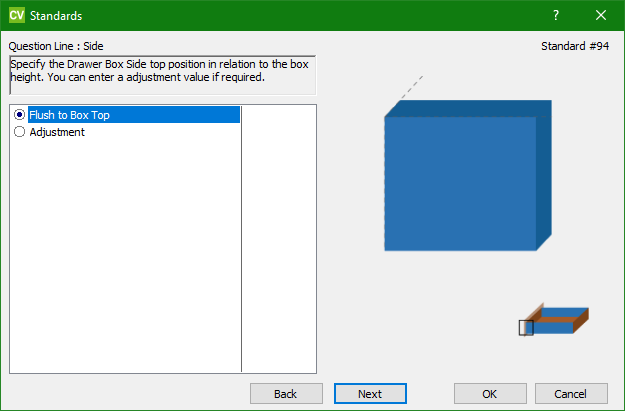 CV Standards ?
Question Line : Side Standard #94
Specify the Drawer Box Side top position in relation to the box
height. You can enter a adjustment value if required.
Flush to Box Top
Adjustment
Back Next OK Cancel